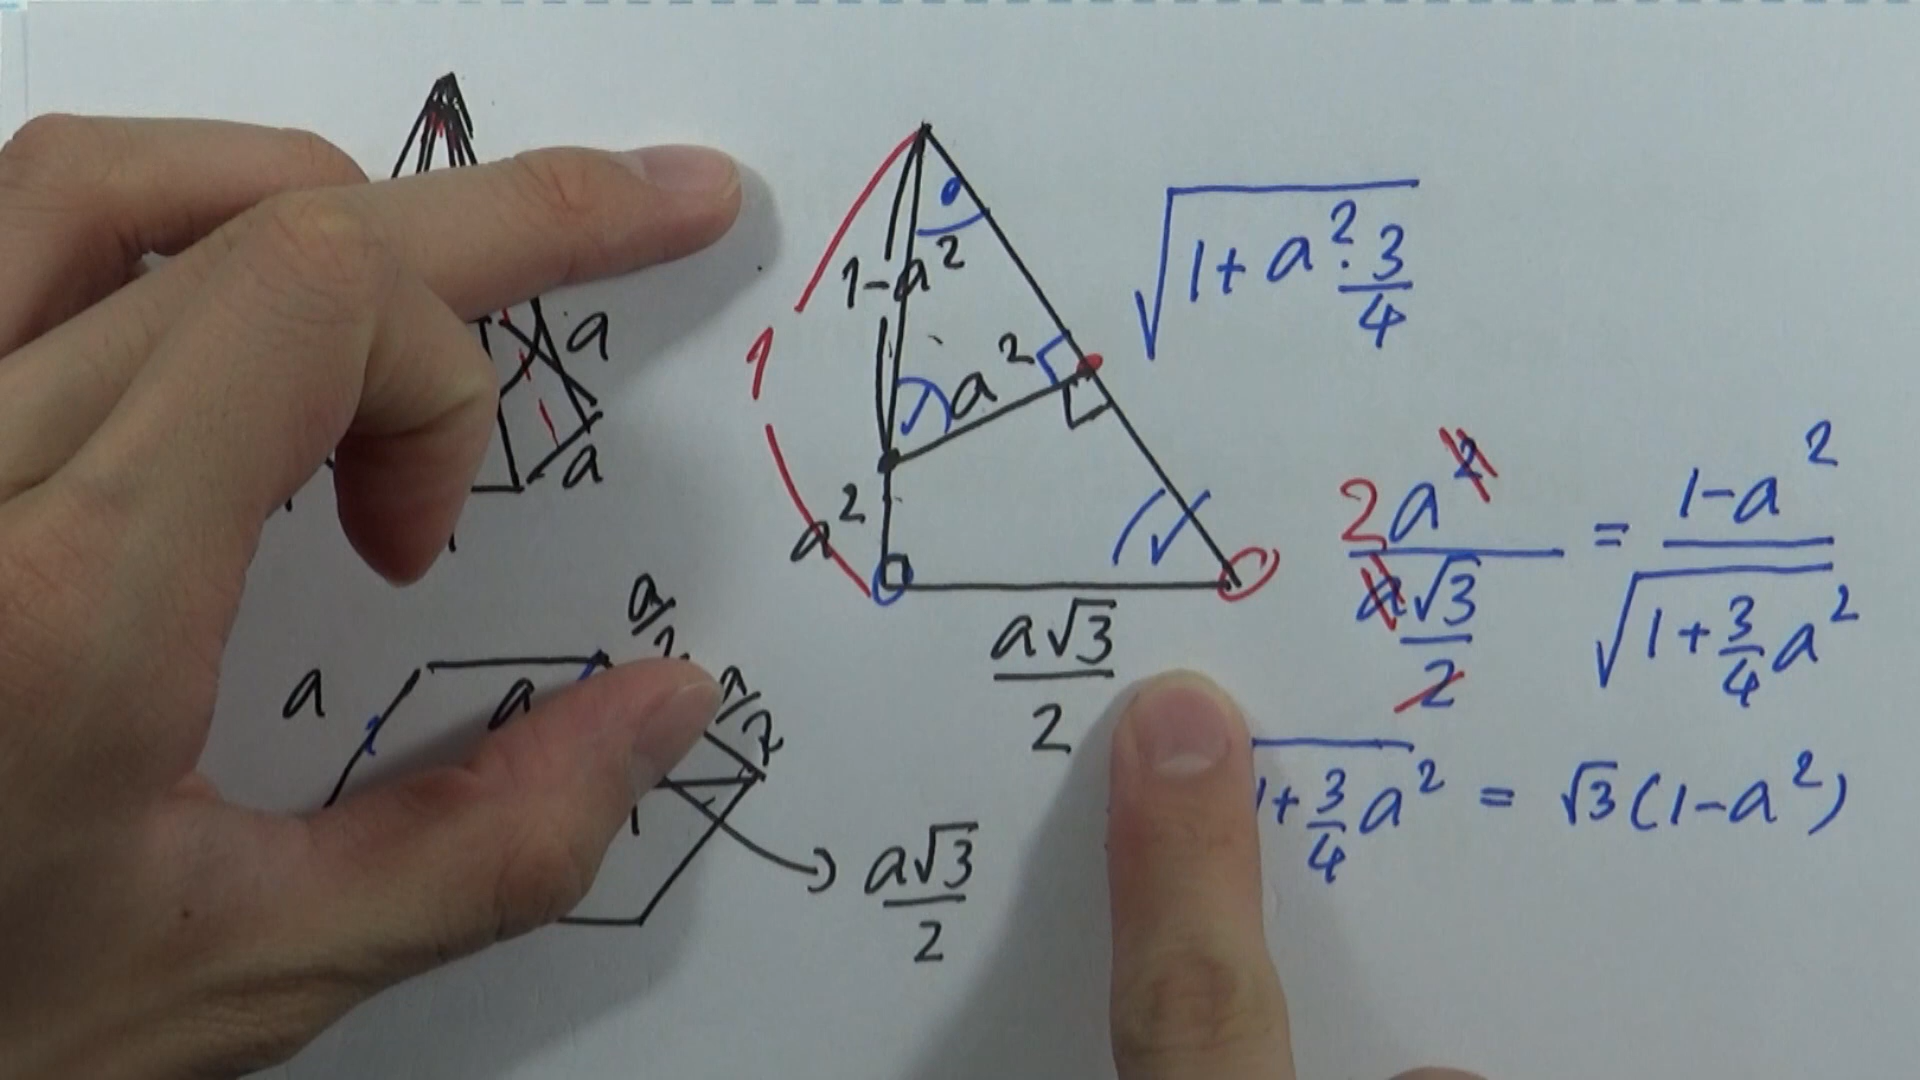 1-a²
a²
a²
1
a√3/2
√(1+a²·3/4)
a
a
a
a
a/2
a/2
a√3/2
2a²/(a√3/2) = (1-a²)/√(1+3/4a²)
1+3/4a² = √3(1-a²)